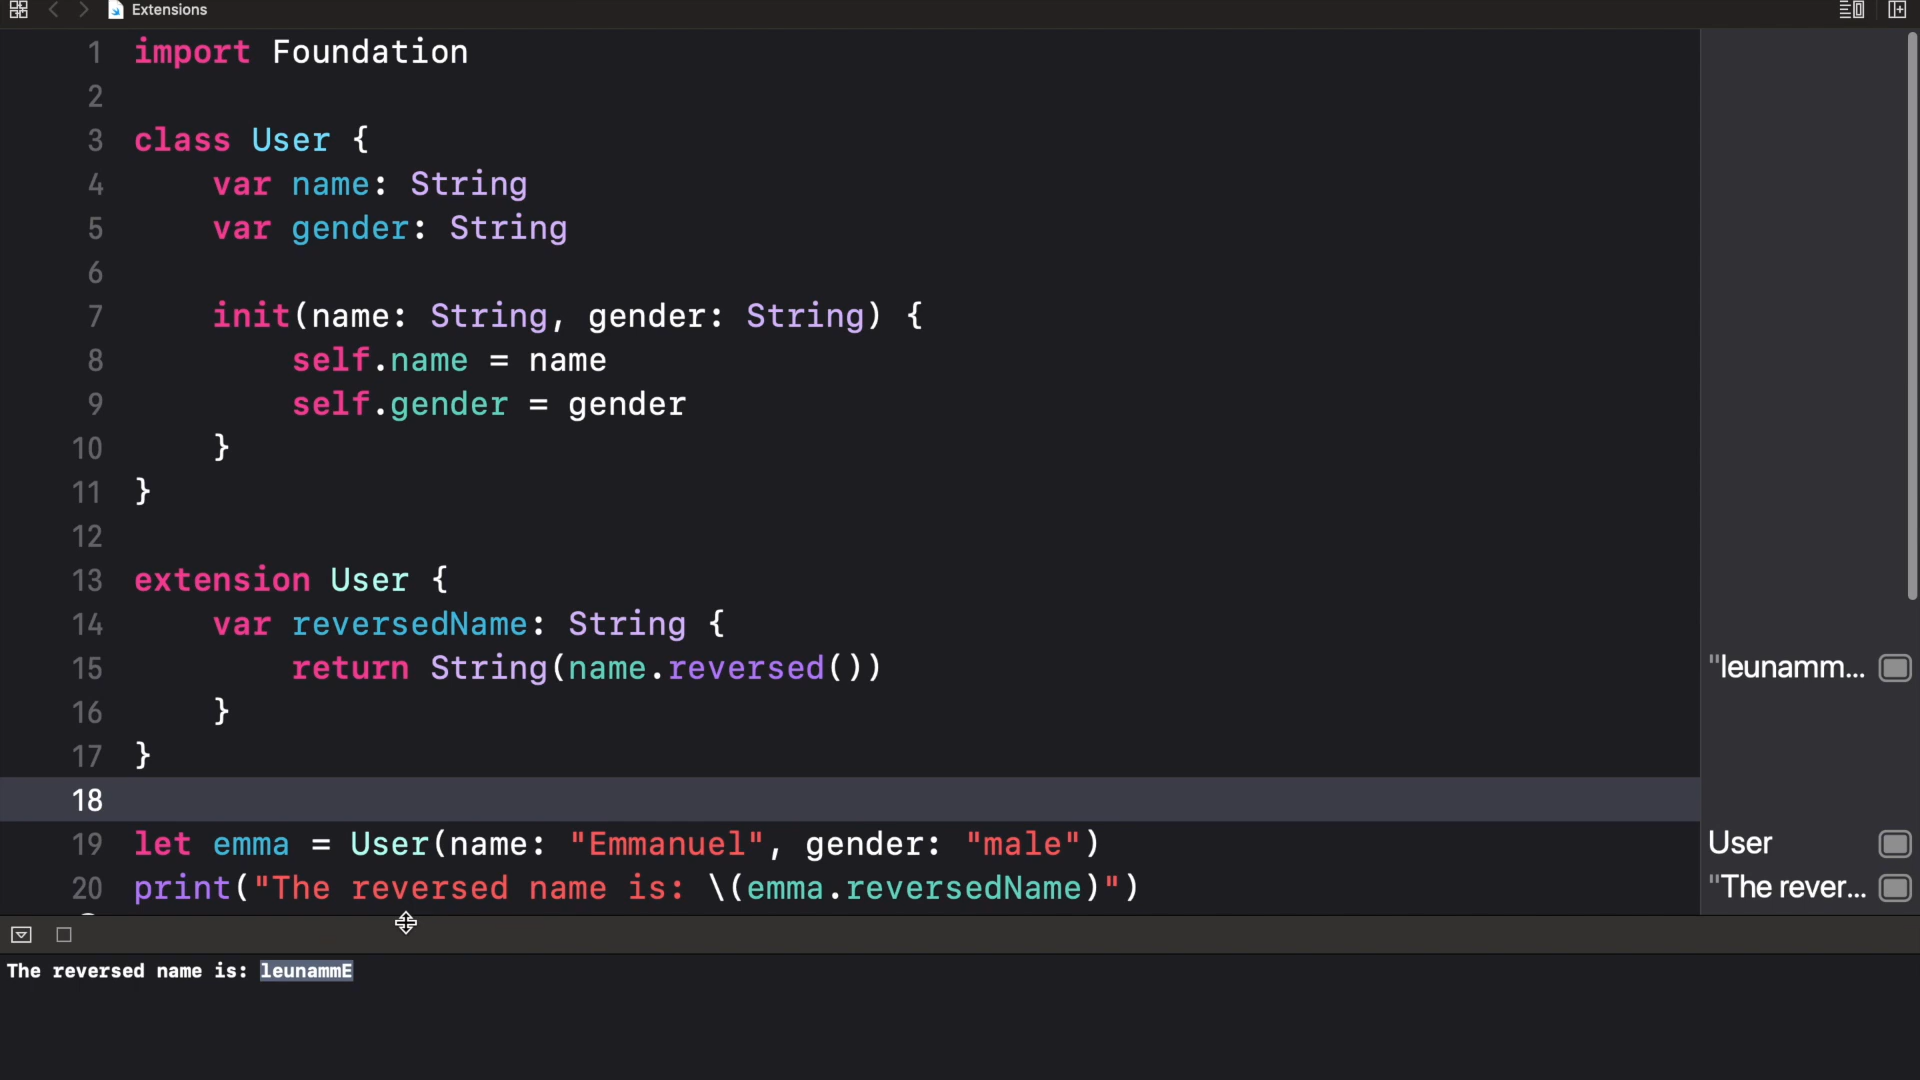 Extensions
1 import Foundation
2
3 class User {
4 var name: String
5 var gender: String
6
7 init(name: String, gender: String) {
8 self.name = name
9 self.gender = gender
10 }
11 }
12
13 extension User {
14 var reversedName: String {
15 return String(name.reversed()) "leunamm...
16 }
17 }
18
19 let emma = User(name: "Emmanuel", gender: "male") User
20 print("The reversed name is: \(emma.reversedName)") "The rever...
The reversed name is: leunammE